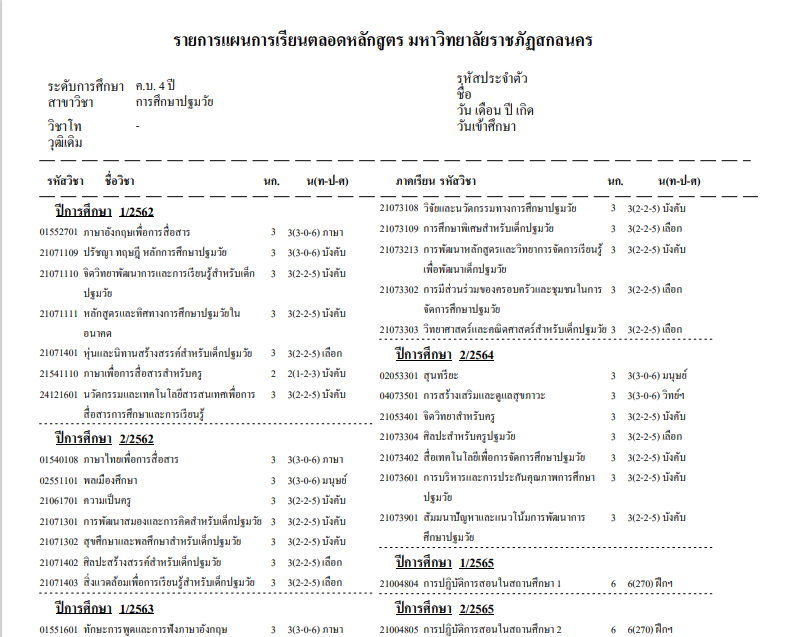 รายการแผนการเรียนตลอดหลักสูตร มหาวิทยาลัยราชภัฏสกลนคร
ระดับการศึกษา ค.บ. 4 ปี
สาขาวิชา การศึกษาปฐมวัย
วิชาโท -
วุฒิเดิม
รหัสประจำตัว
ชื่อ
วัน เดือน ปี เกิด
วันเข้าศึกษา
รหัสวิชา ชื่อวิชา นก. น(ท-ป-ศ)
ปีการศึกษา 1/2562
01552701 ภาษาอังกฤษเพื่อการสื่อสาร 3 3(3-0-6) ภาษา
21071109 ปรัชญา ทฤษฎี หลักการศึกษาปฐมวัย 3 3(3-0-6) บังคับ
21071110 จิตวิทยาพัฒนาการและการเรียนรู้สำหรับเด็ก 3 3(2-2-5) บังคับ
ปฐมวัย
21071111 หลักสูตรและทิศทางการศึกษาปฐมวัยใน 3 3(2-2-5) บังคับ
อนาคต
21071401 หุ่นและนิทานสร้างสรรค์สำหรับเด็กปฐมวัย 3 3(2-2-5) เลือก
21541110 ภาษาเพื่อการสื่อสารสำหรับครู 2 2(1-2-3) บังคับ
24121601 นวัตกรรมและเทคโนโลยีสารสนเทศเพื่อการ 3 3(2-2-5) บังคับ
สื่อสารการศึกษาและการเรียนรู้
ปีการศึกษา 2/2562
01540108 ภาษาไทยเพื่อการสื่อสาร 3 3(3-0-6) ภาษา
02551101 พลเมืองศึกษา 3 3(3-0-6) มนุษย์
21061701 ความเป็นครู 3 3(2-2-5) บังคับ
21071301 การพัฒนาสมองและการคิดสำหรับเด็กปฐมวัย 3 3(2-2-5) บังคับ
21071302 สุขศึกษาและพลศึกษาสำหรับเด็กปฐมวัย 3 3(2-2-5) บังคับ
21071402 ศิลปะสร้างสรรค์สำหรับเด็กปฐมวัย 3 3(2-2-5) เลือก
21071403 สิ่งแวดล้อมเพื่อการเรียนรู้สำหรับเด็กปฐมวัย 3 3(2-2-5) เลือก
ปีการศึกษา 1/2563
01551601 ทักษะการพูดและการฟังภาษาอังกฤษ 3 3(3-0-6) ภาษา
ภาคเรียน รหัสวิชา นก. น(ท-ป-ศ)
21073108 วิจัยและนวัตกรรมทางการศึกษาปฐมวัย 3 3(2-2-5) บังคับ
21073109 การศึกษาพิเศษสำหรับเด็กปฐมวัย 3 3(2-2-5) เลือก
21073213 การพัฒนาหลักสูตรและวิทยาการจัดการเรียนรู้ 3 3(2-2-5) บังคับ
เพื่อพัฒนาเด็กปฐมวัย
21073302 การมีส่วนร่วมของครอบครัวและชุมชนในการ 3 3(2-2-5) เลือก
จัดการศึกษาปฐมวัย
21073303 วิทยาศาสตร์และคณิตศาสตร์สำหรับเด็กปฐมวัย 3 3(2-2-5) เลือก
ปีการศึกษา 2/2564
02053301 สุนทรียะ 3 3(3-0-6) มนุษย์
04073501 การสร้างเสริมและดูแลสุขภาวะ 3 3(3-0-6) วิทย์ฯ
21053401 จิตวิทยาสำหรับครู 3 3(2-2-5) บังคับ
21073304 ศิลปะสำหรับครูปฐมวัย 3 3(2-2-5) เลือก
21073402 สื่อเทคโนโลยีเพื่อการจัดการศึกษาปฐมวัย 3 3(2-2-5) บังคับ
21073601 การบริหารและการประกันคุณภาพการศึกษา 3 3(2-2-5) บังคับ
ปฐมวัย
21073901 สัมมนาปัญหาและแนวโน้มการพัฒนาการ 3 3(2-2-5) บังคับ
ศึกษาปฐมวัย
ปีการศึกษา 1/2565
21004804 การปฏิบัติการสอนในสถานศึกษา 1 6 6(270) ฝึกฯ
ปีการศึกษา 2/2565
21004805 การปฏิบัติการสอนในสถานศึกษา 2 6 6(270) ฝึกฯ